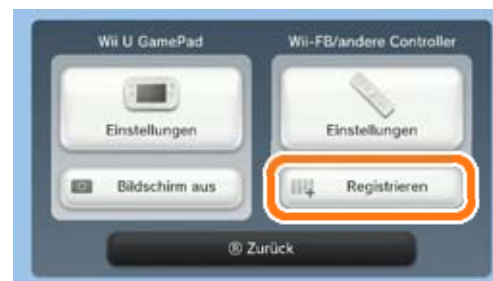 Wii U GamePad
Wii-FB/andere Controller
Einstellungen
Einstellungen
Bildschirm aus
Registrieren
Ⓑ Zurück